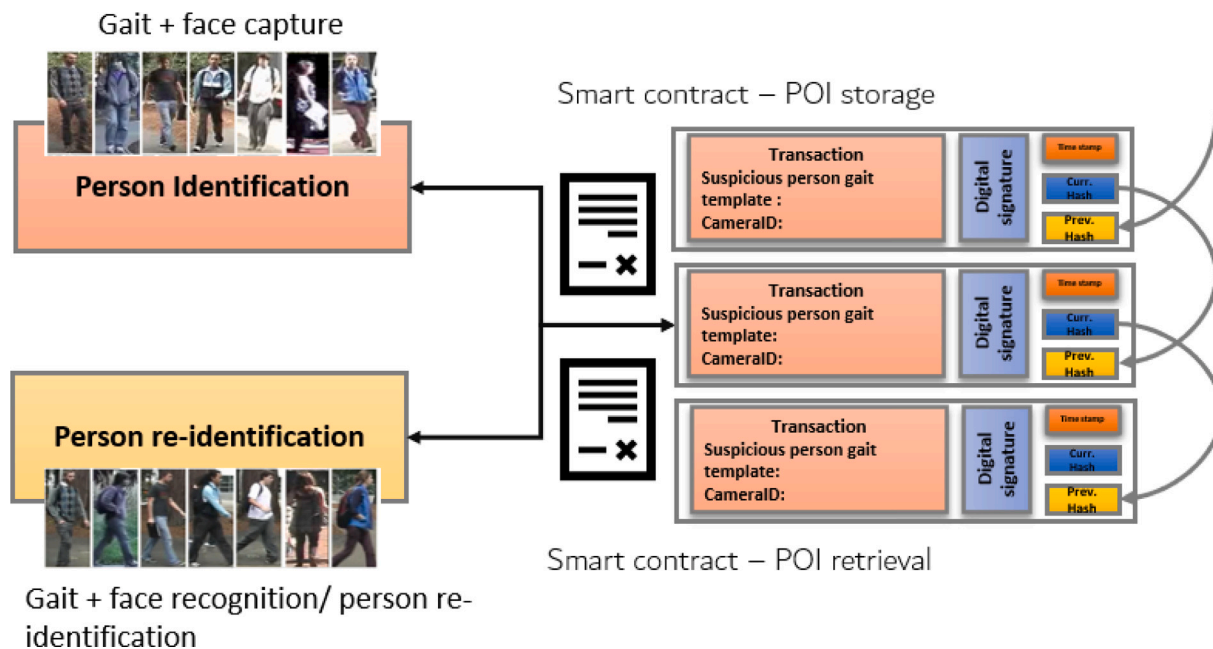 Gait + face capture
Person Identification
Person re-identification
Gait + face recognition/ person re-
identification
Smart contract – POI storage
Transaction
Suspicious person gait
template :
CameraID:
Digital
signature
Time stamp
Curr.
Hash
Prev.
Hash
Transaction
Suspicious person gait
template:
CameraID:
Digital
signature
Time stamp
Curr.
Hash
Prev.
Hash
Transaction
Suspicious person gait
template:
CameraID:
Digital
signature
Time stamp
Curr.
Hash
Prev.
Hash
Smart contract – POI retrieval